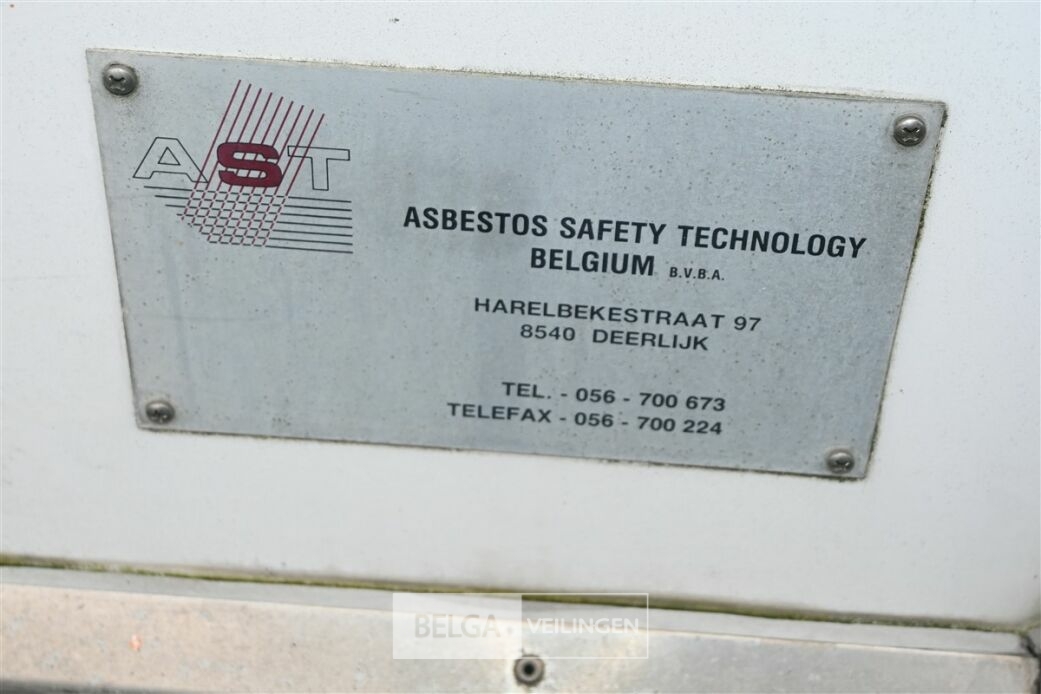 AST
ASBESTOS SAFETY TECHNOLOGY
BELGIUM B.V.B.A.
HARELBEKESTRAAT 97
8540 DEERLIJK
TEL. - 056 - 700 673
TELEFAX - 056 - 700 224
BELGA. VEILINGEN